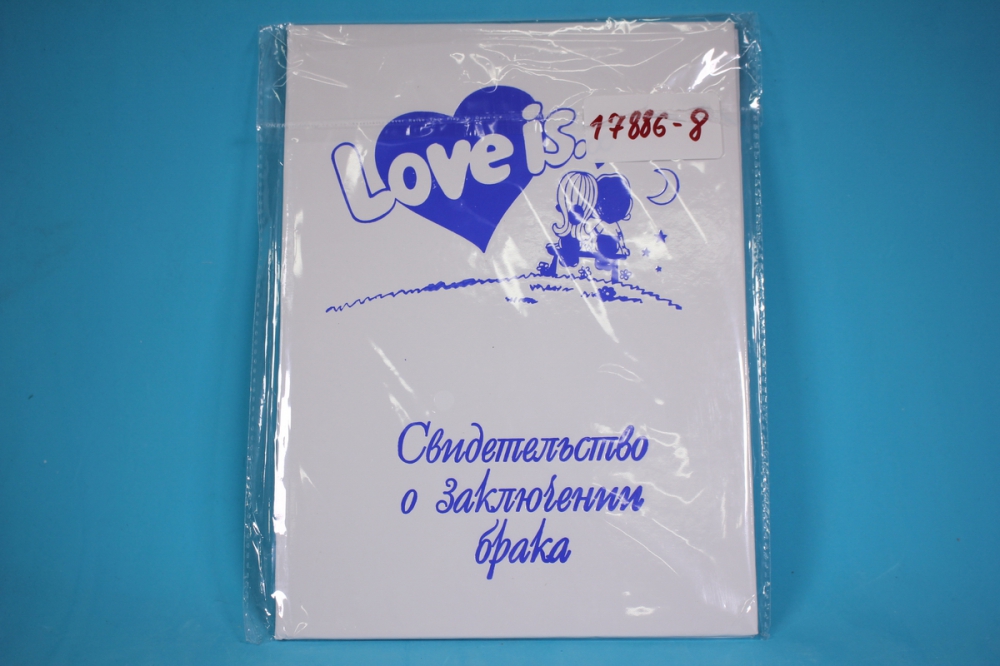 Love is.
17886-8
Свидетельство
о заключении
брака